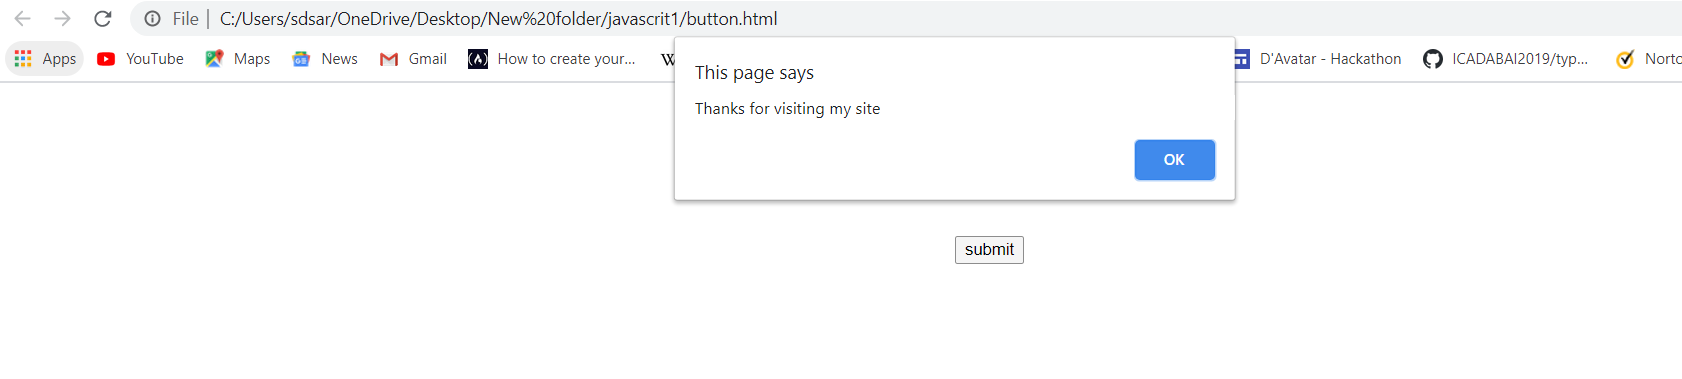 File | C:/Users/sdsar/OneDrive/Desktop/New%20folder/javascrit1/button.html
Apps YouTube Maps News Gmail How to create your... W D'Avatar - Hackathon ICADABAI2019/typ... Norto
This page says
Thanks for visiting my site
OK
submit